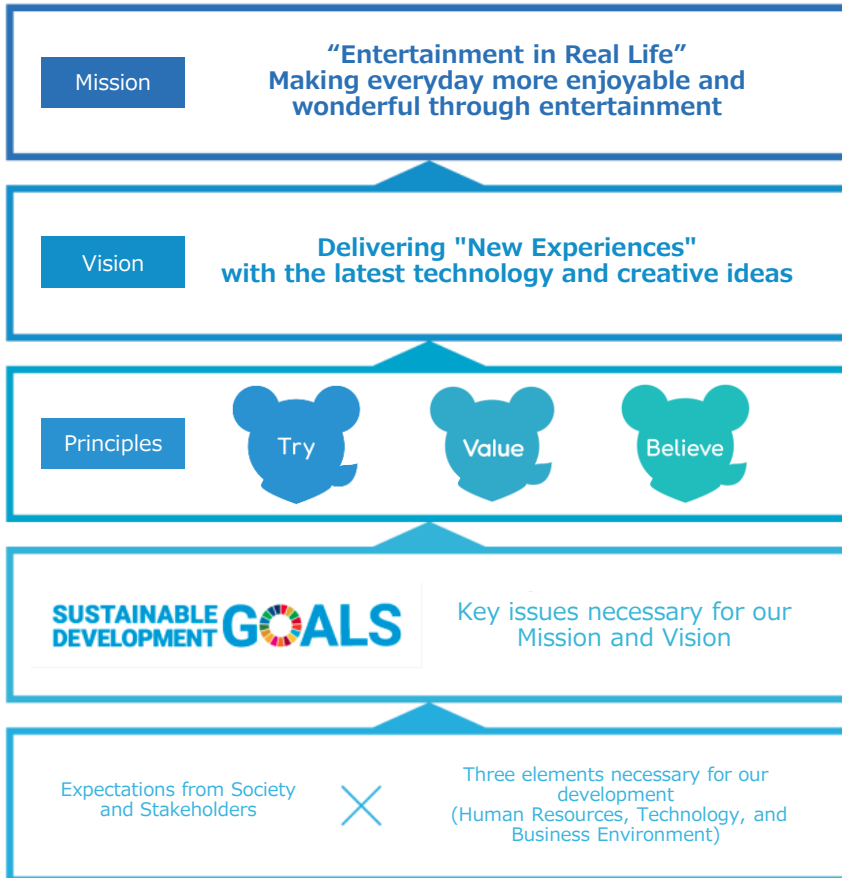 Mission
“Entertainment in Real Life”
Making everyday more enjoyable and
wonderful through entertainment
Vision
Delivering "New Experiences"
with the latest technology and creative ideas
Principles
Try
Value
Believe
SUSTAINABLE
DEVELOPMENT
GOALS
Key issues necessary for our
Mission and Vision
Expectations from Society
and Stakeholders
Three elements necessary for our
development
(Human Resources, Technology, and
Business Environment)